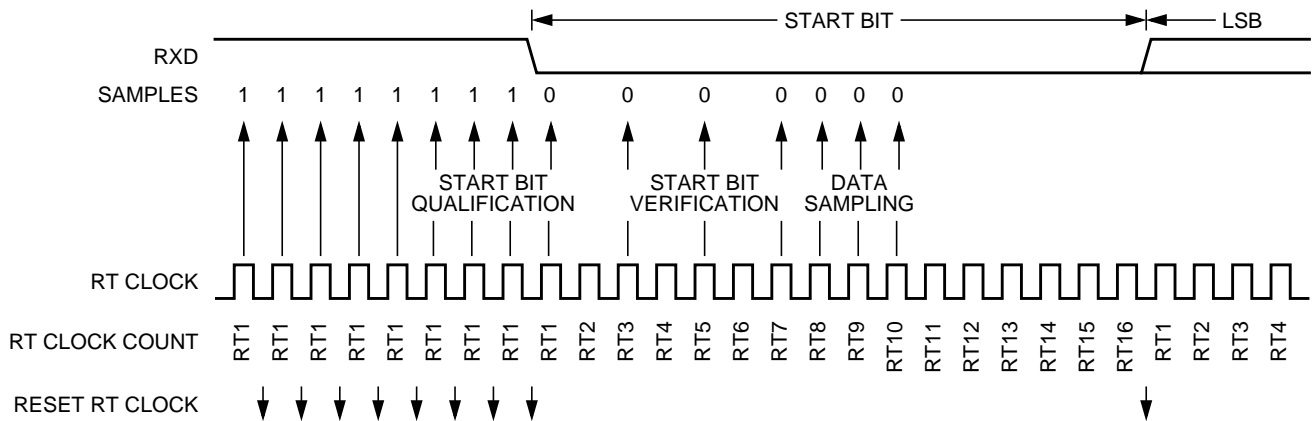 START BIT LSB
RXD
SAMPLES 1 1 1 1 1 1 1 1 0 0 0 0 0 0 0
START BIT QUALIFICATION
START BIT VERIFICATION
DATA SAMPLING
RT CLOCK
RT CLOCK COUNT RT1 RT1 RT1 RT1 RT1 RT1 RT1 RT1 RT1 RT2 RT3 RT4 RT5 RT6 RT7 RT8 RT9 RT10 RT11 RT12 RT13 RT14 RT15 RT16 RT1 RT2 RT3 RT4
RESET RT CLOCK